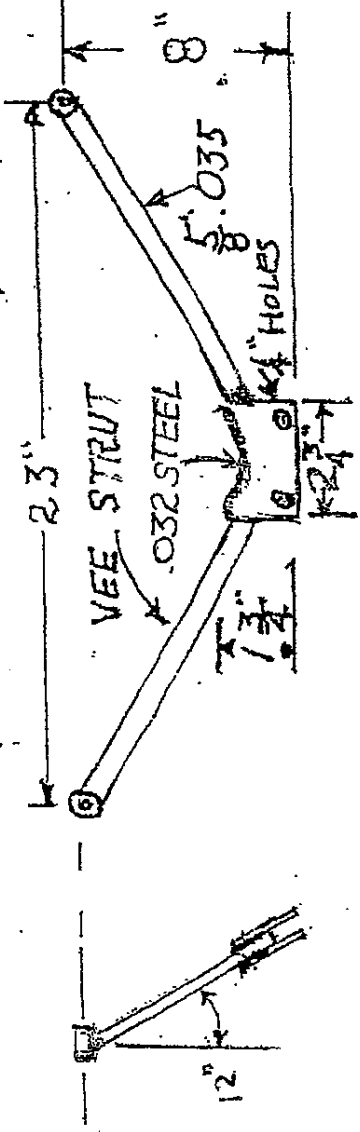 23"
8"
VEE STRUT
.032 STEEL
5/8" .035
1/4" HOLES
1 3/4"
2 3/4"
12"